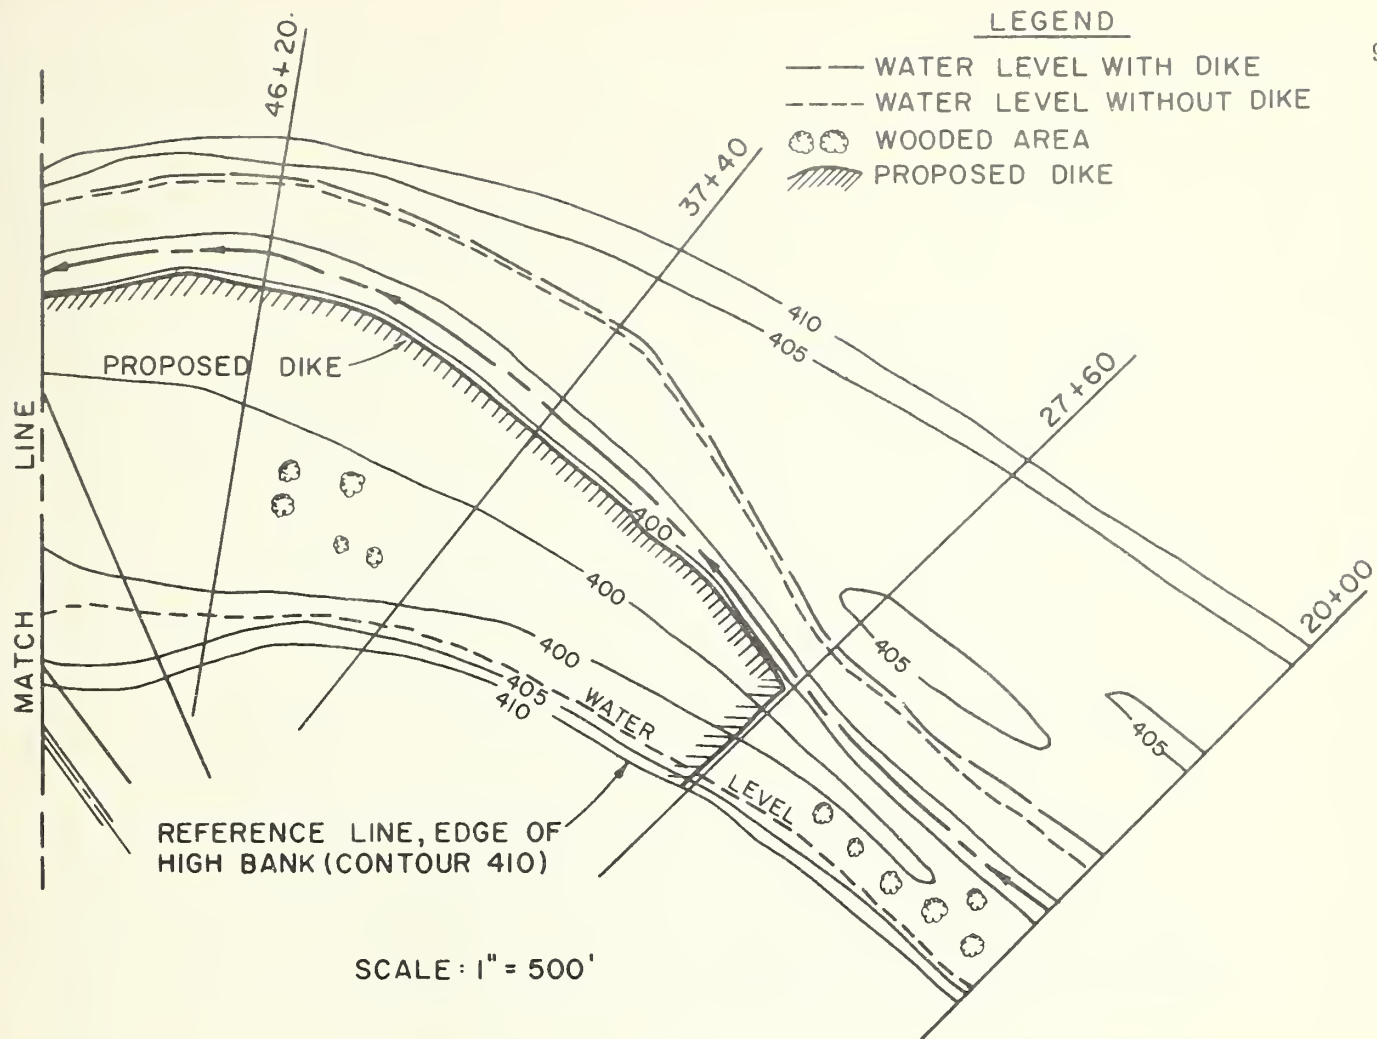 LEGEND
WATER LEVEL WITH DIKE
WATER LEVEL WITHOUT DIKE
WOODED AREA
PROPOSED DIKE
46+20.
37+40
27+60
20+00
410
405
PROPOSED DIKE
MATCH LINE
400
400
400
405
410
405
405
WATER LEVEL
REFERENCE LINE, EDGE OF
HIGH BANK (CONTOUR 410)
SCALE: 1" = 500'